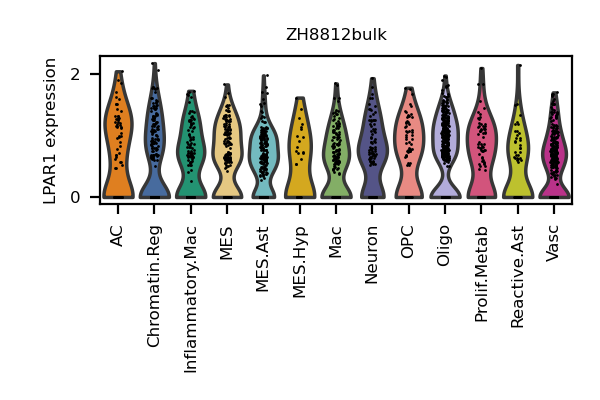 ZH8812bulk
LPAR1 expression
2
0
AC
Chromatin.Reg
Inflammatory.Mac
MES
MES.Ast
MES.Hyp
Mac
Neuron
OPC
Oligo
Prolif.Metab
Reactive.Ast
Vasc